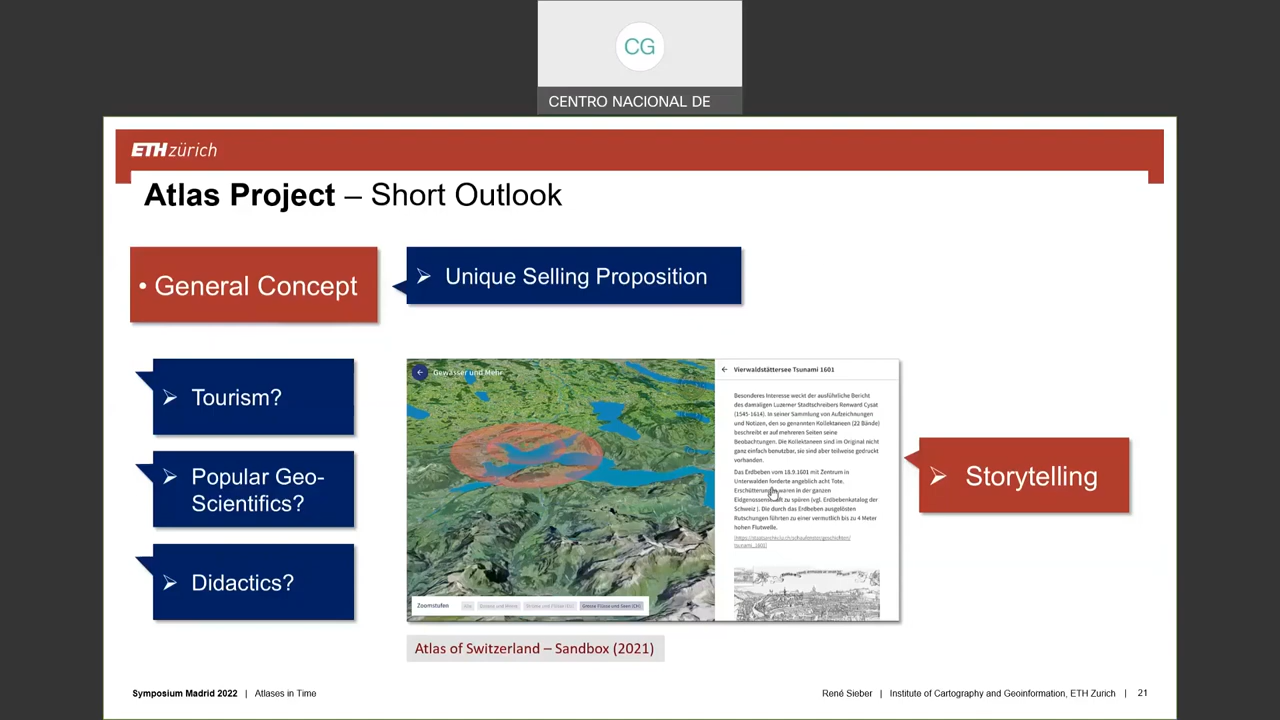 CG
CENTRO NACIONAL DE
ETH zürich
Atlas Project – Short Outlook
• General Concept
➢ Unique Selling Proposition
➢ Tourism?
➢ Popular Geo-
Scientifics?
➢ Didactics?
Gewässer und Mehr
Vierwaldstättersee Tsunami 1601
Besonderes Interesse weckt der ausführliche Bericht
des damaligen Luzerner Stadtschreibers Renward Cysat
(1545-1614). In seiner Sammlung von Aufzeichnungen
und Notizen, den so genannten Kollektaneen (22 Bände)
beschreibt er auf mehreren Seiten seine
Beobachtungen. Die Kollektaneen sind im Original nicht
ganz einfach benutzbar, sie sind aber teilweise gedruckt
vorhanden.
Das Erdbeben vom 18.9.1601 mit Zentrum in
Unterwalden forderte angeblich acht Tote.
Erschütterungen waren in der ganzen
zu spüren (vgl. Erdbebenkatalog der
Schweiz ). Die durch das Erdbeben ausgelösten
Rutschungen führten zu einer vermutlich bis zu 4 Meter
hohen Flutwelle.
Zoomstufen
➢ Storytelling
Atlas of Switzerland – Sandbox (2021)
Symposium Madrid 2022 | Atlases in Time
René Sieber | Institute of Cartography and Geoinformation, ETH Zurich | 21